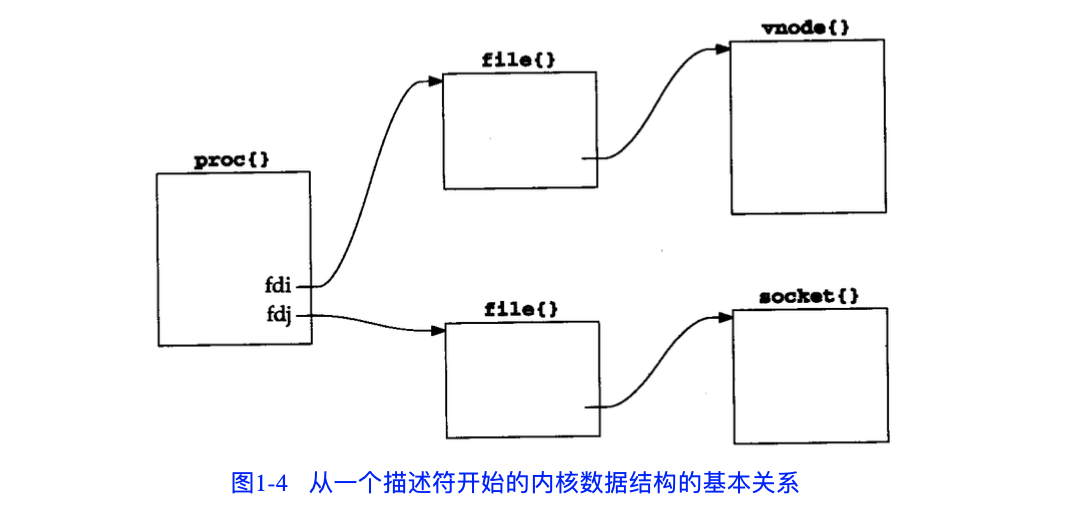 vnode{}
file{}
proc{}
fdi
fdj
file{}
socket{}
图1-4 从一个描述符开始的内核数据结构的基本关系